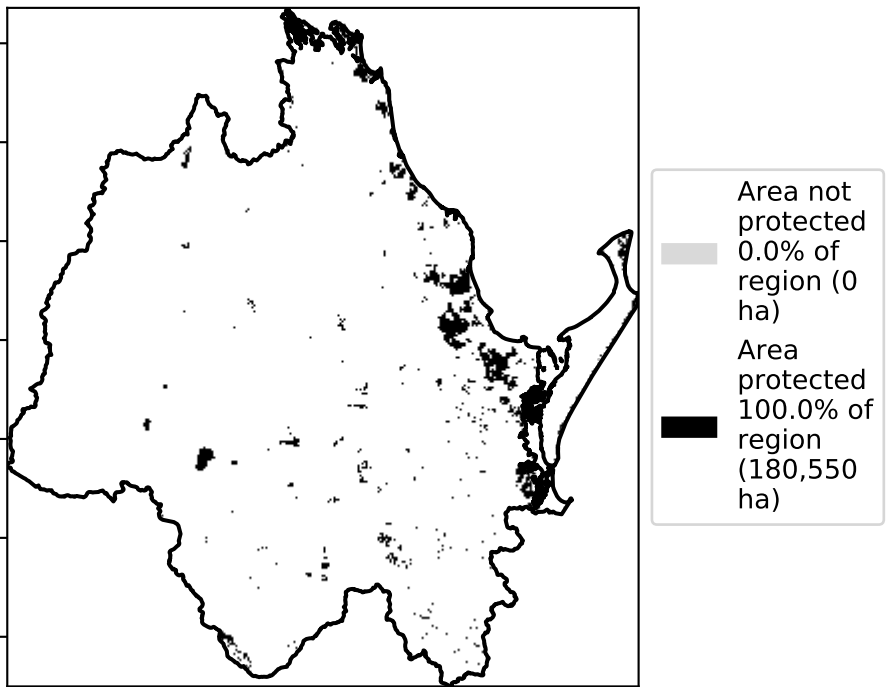 Area not
protected
0.0% of
region (0
ha)
Area
protected
100.0% of
region
(180,550
ha)